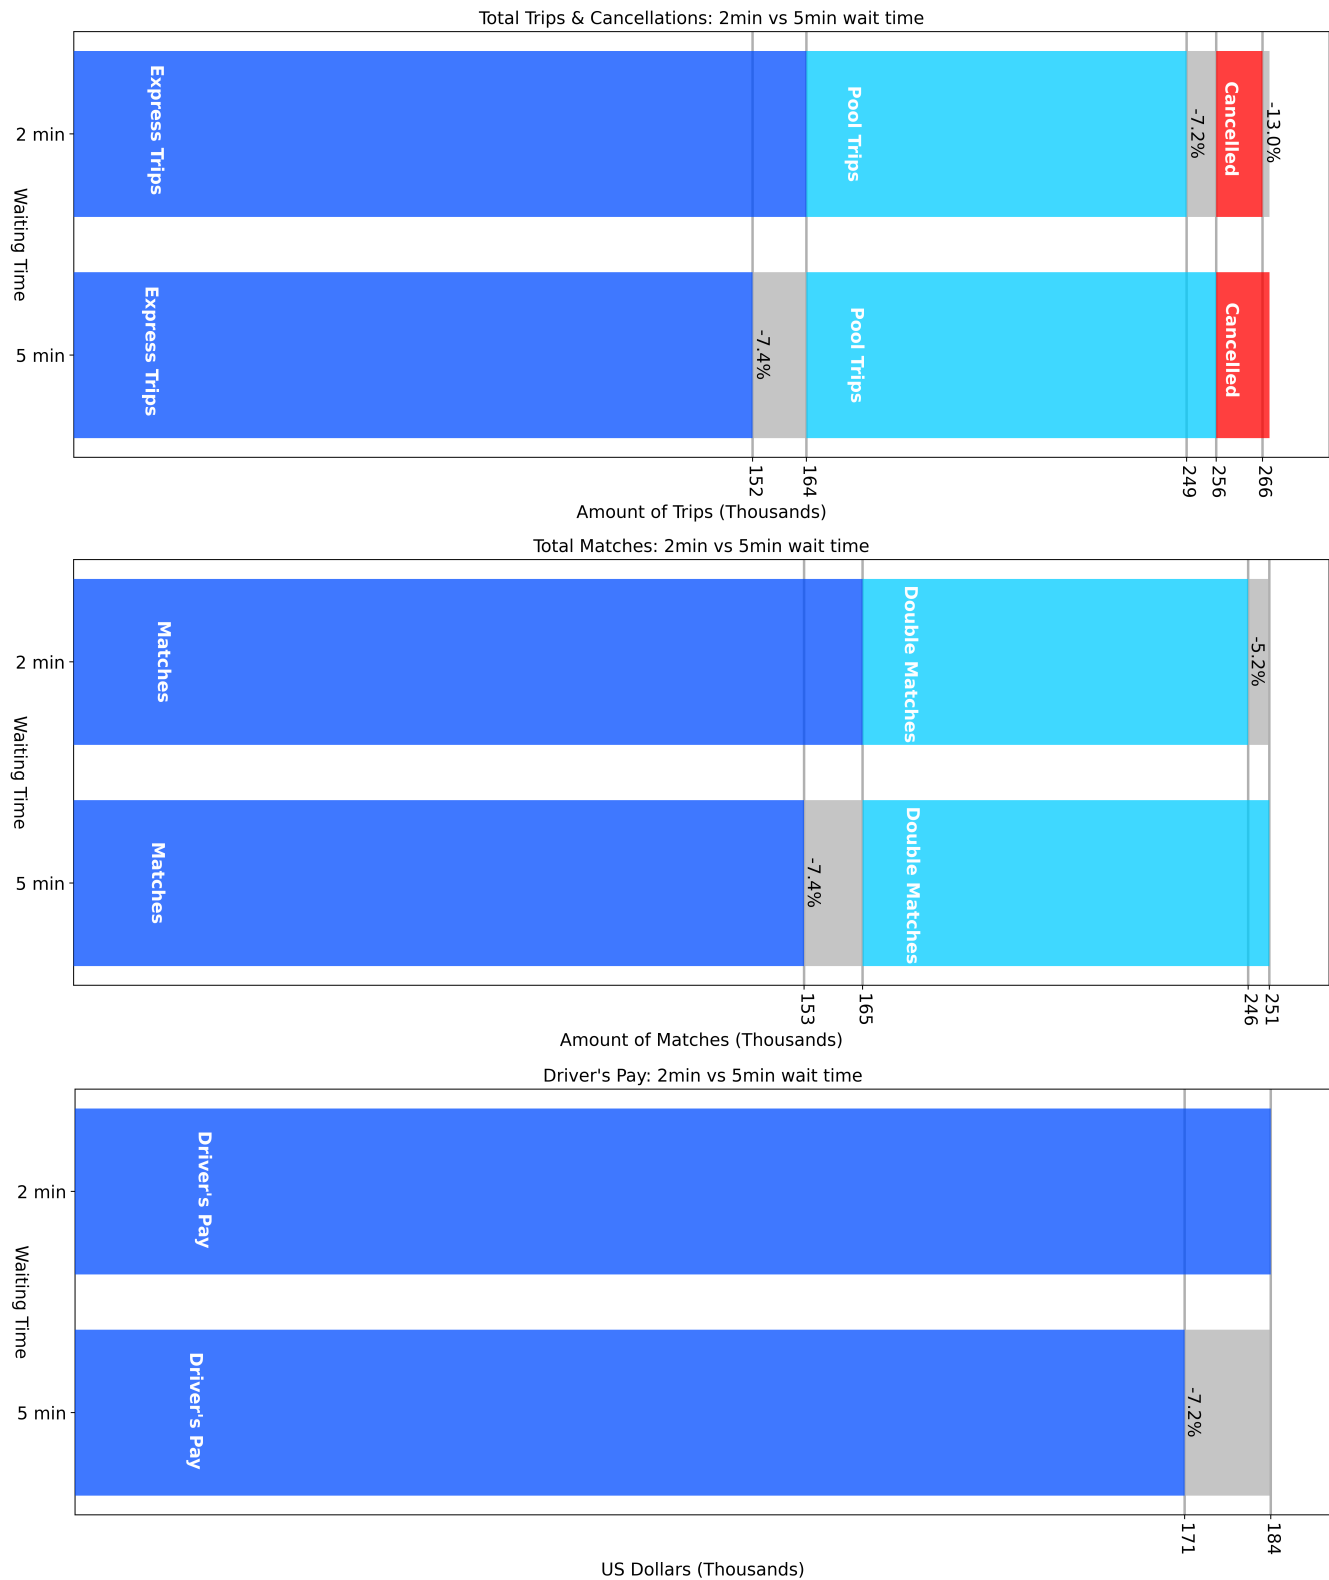 Total Trips & Cancellations: 2min vs 5min wait time
Waiting Time
2 min
Express Trips
Pool Trips
-7.2%
Cancelled
-13.0%
5 min
Express Trips
-7.4%
Pool Trips
Cancelled
152
164
249
256
266
Amount of Trips (Thousands)
Total Matches: 2min vs 5min wait time
Waiting Time
2 min
Matches
Double Matches
-5.2%
5 min
Matches
-7.4%
Double Matches
153
165
246
251
Amount of Matches (Thousands)
Driver's Pay: 2min vs 5min wait time
Waiting Time
2 min
Driver's Pay
5 min
Driver's Pay
-7.2%
171
184
US Dollars (Thousands)